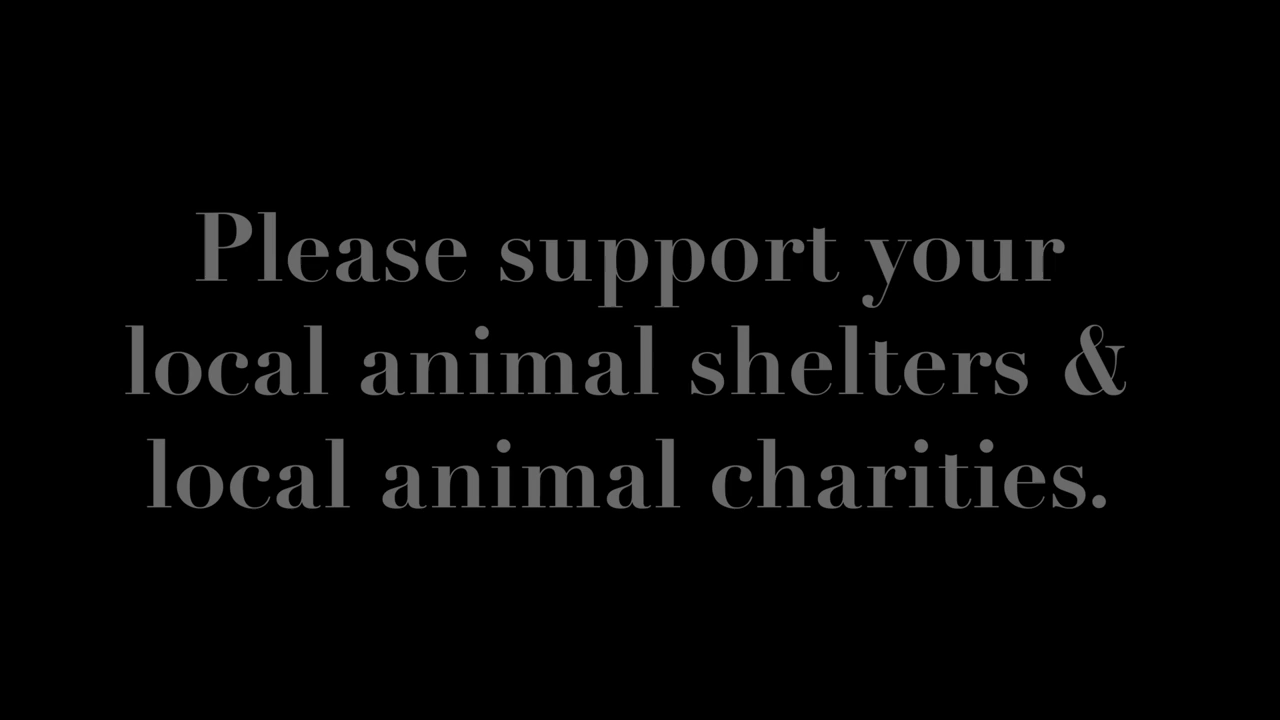 Please support your
local animal shelters &
local animal charities.